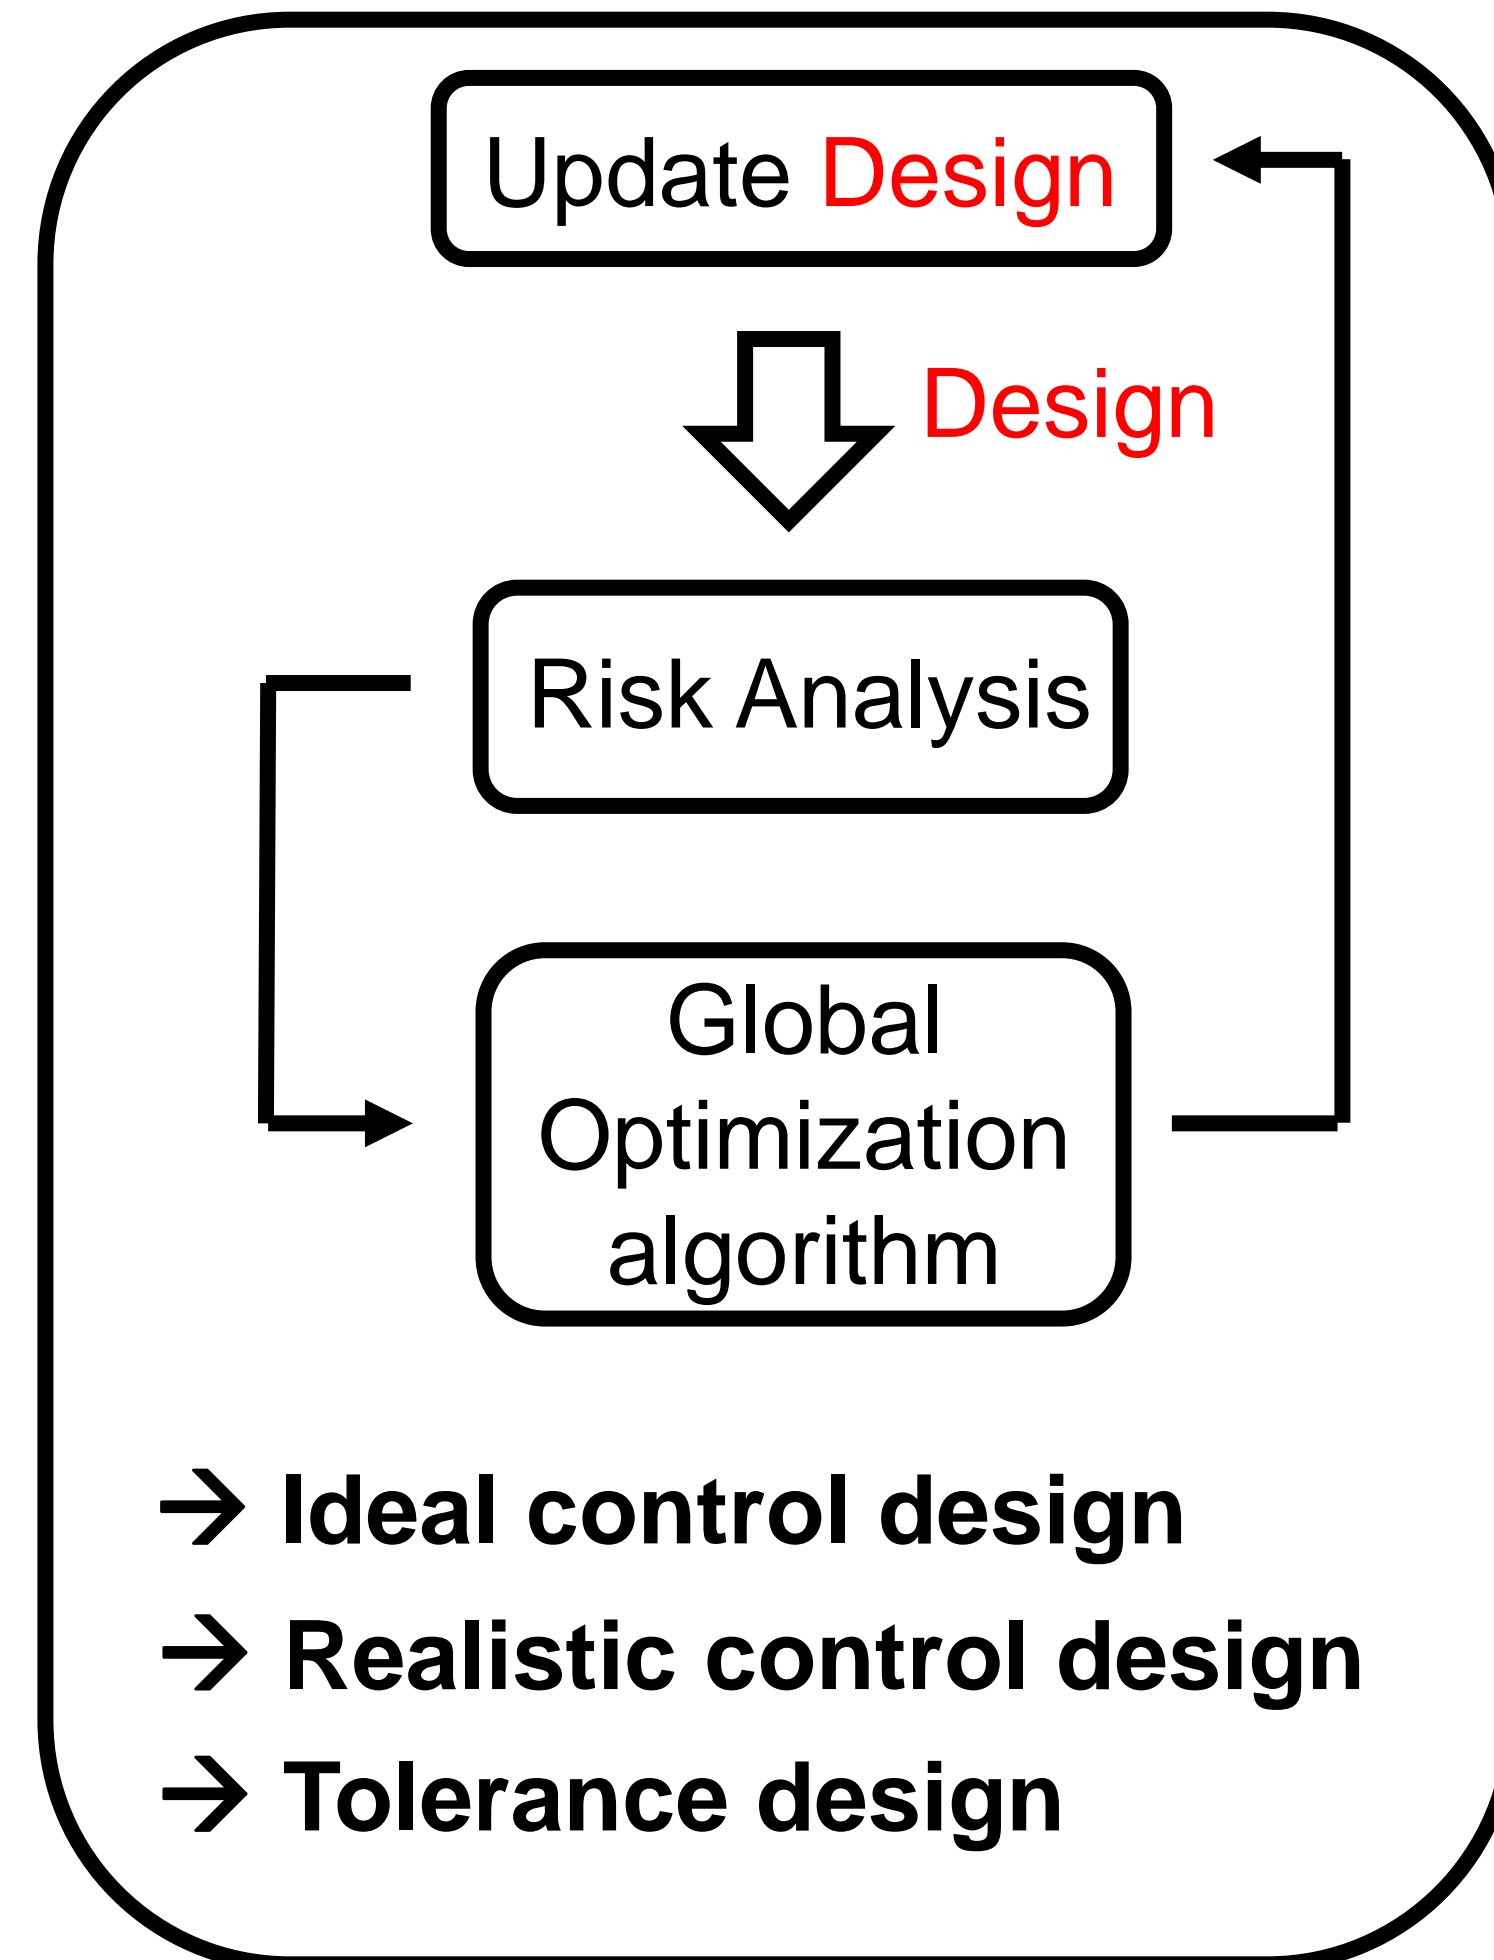 Update Design
Design
Risk Analysis
Global
Optimization
algorithm
→ Ideal control design
→ Realistic control design
→ Tolerance design